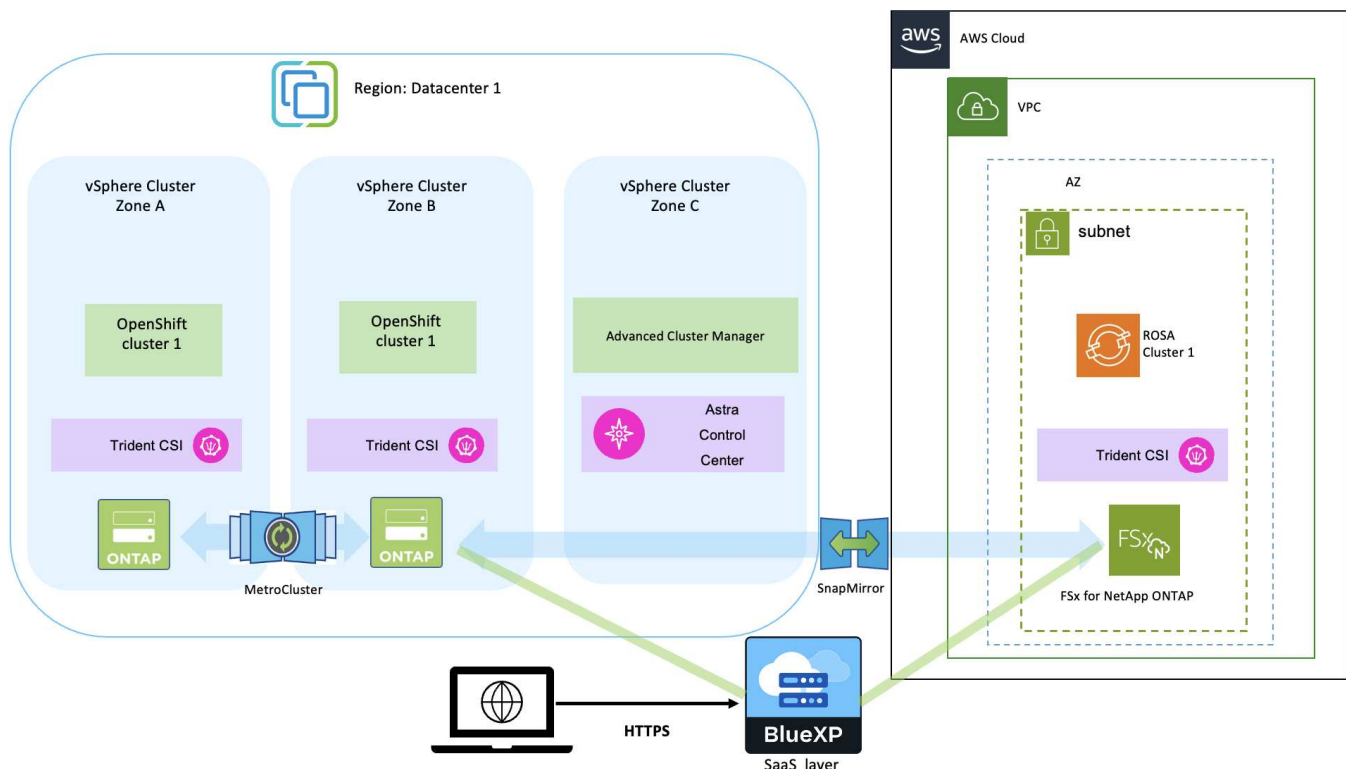 aws
AWS Cloud
Region: Datacenter 1
VPC
vSphere Cluster
Zone A
vSphere Cluster
Zone B
vSphere Cluster
Zone C
AZ
subnet
OpenShift
cluster 1
OpenShift
cluster 1
Advanced Cluster Manager
ROSA
Cluster 1
Astra
Control
Center
Trident CSI
Trident CSI
Trident CSI
ONTAP
ONTAP
FSx
N
MetroCluster
SnapMirror
FSx for NetApp ONTAP
HTTPS
BlueXP
SaaS layer